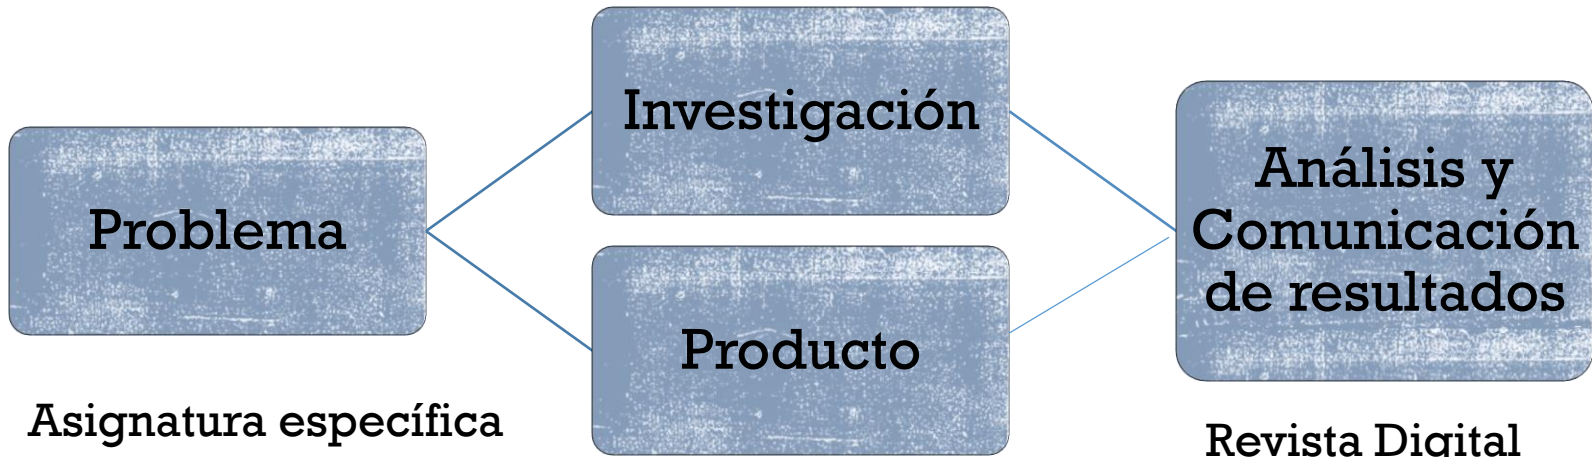 Problema
Asignatura específica
Investigación
Producto
Análisis y
Comunicación
de resultados
Revista Digital